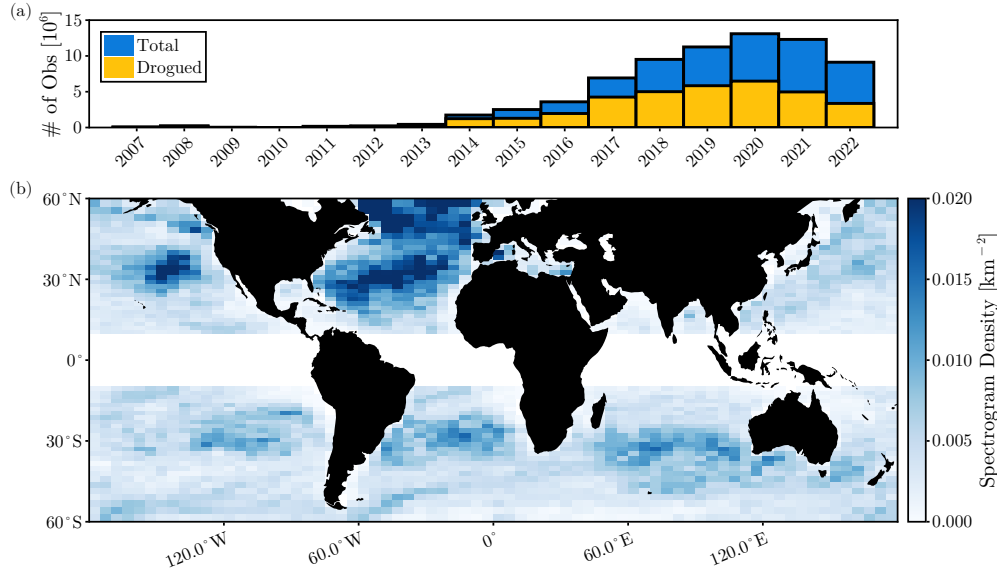 (a)
# of Obs [10⁶]
15
10
5
0
Total
Drogued
2007
2008
2009
2010
2011
2012
2013
2014
2015
2016
2017
2018
2019
2020
2021
2022
(b)
60°N
30°N
0°
30°S
60°S
120.0°W
60.0°W
0°
60.0°E
120.0°E
0.020
0.015
0.010
0.005
0.000
Spectrogram Density [km⁻²]